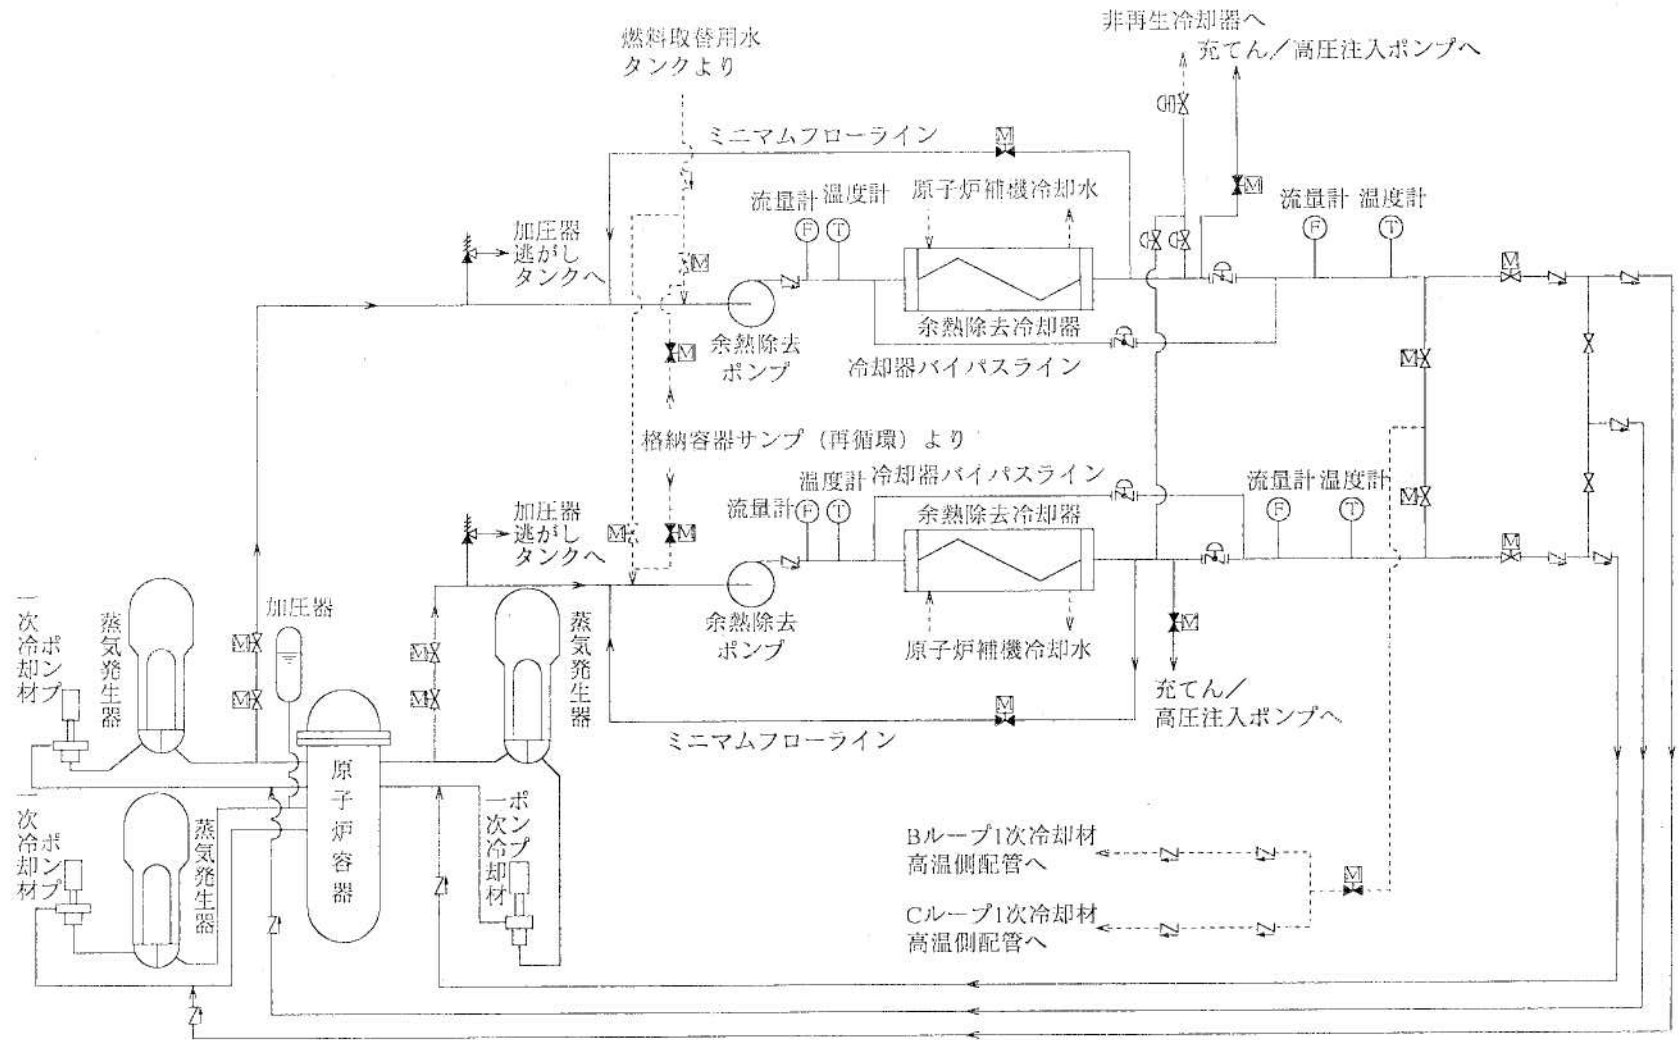 非再生冷却器へ
充てん/高圧注入ポンプへ
燃料取替用水
タンクより
ミニマムフローライン
M
原子炉補機冷却水
M
流量計
温度計
流量計
温度計
F
T
F
T
加圧器
逃がし
タンクへ
M
M
余熱除去
ポンプ
余熱除去冷却器
冷却器バイパスライン
M
M
格納容器サンプ(再循環)より
温度計
冷却器バイパスライン
流量計
F
T
余熱除去冷却器
流量計
温度計
F
T
M
加圧器
逃がし
タンクへ
M
M
M
余熱除去
ポンプ
原子炉補機冷却水
M
充てん/
高圧注入ポンプへ
M
ミニマムフローライン
一次冷却材
ポンプ
蒸気発生器
加圧器
M
M
M
M
蒸気発生器
原子炉容器
一次冷却材
ポンプ
蒸気発生器
一次冷却材
ポンプ
Bループ1次冷却材
高温側配管へ
M
Cループ1次冷却材
高温側配管へ